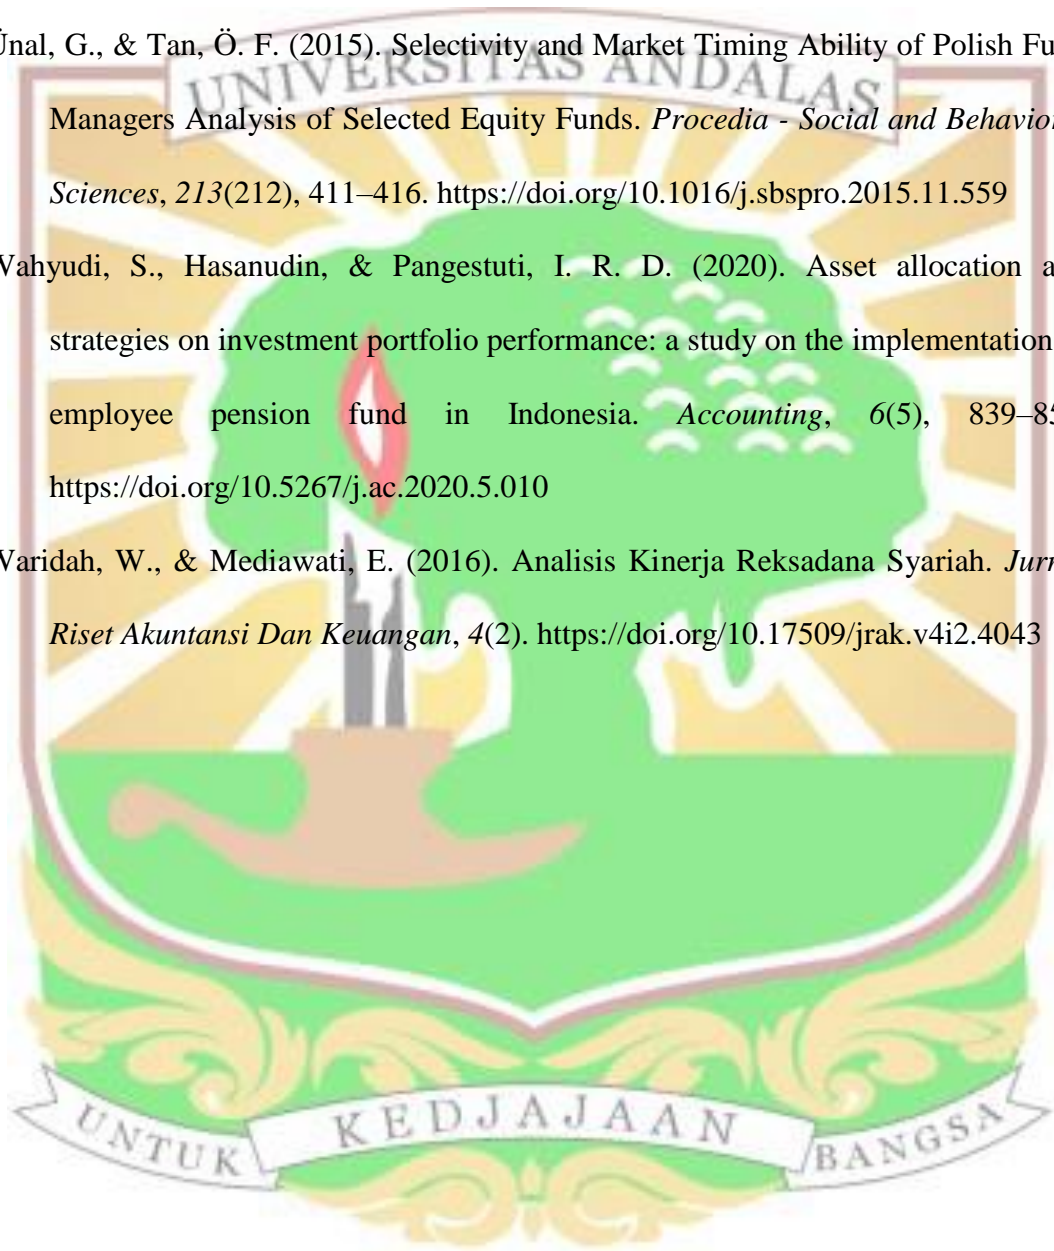 Ünal, G., & Tan, Ö. F. (2015). Selectivity and Market Timing Ability of Polish Fu
UNIVERSITAS ANDALAS
Managers Analysis of Selected Equity Funds. Procedia - Social and Behavior
Sciences, 213(212), 411–416. https://doi.org/10.1016/j.sbspro.2015.11.559
Vahyudi, S., Hasanudin, & Pangestuti, I. R. D. (2020). Asset allocation a
strategies on investment portfolio performance: a study on the implementation
employee pension fund in Indonesia. Accounting, 6(5), 839–85
https://doi.org/10.5267/j.ac.2020.5.010
Varidah, W., & Mediawati, E. (2016). Analisis Kinerja Reksadana Syariah. Jurn
Riset Akuntansi Dan Keuangan, 4(2). https://doi.org/10.17509/jrak.v4i2.4043
UNTUK KEDJAJAAN BANGSA